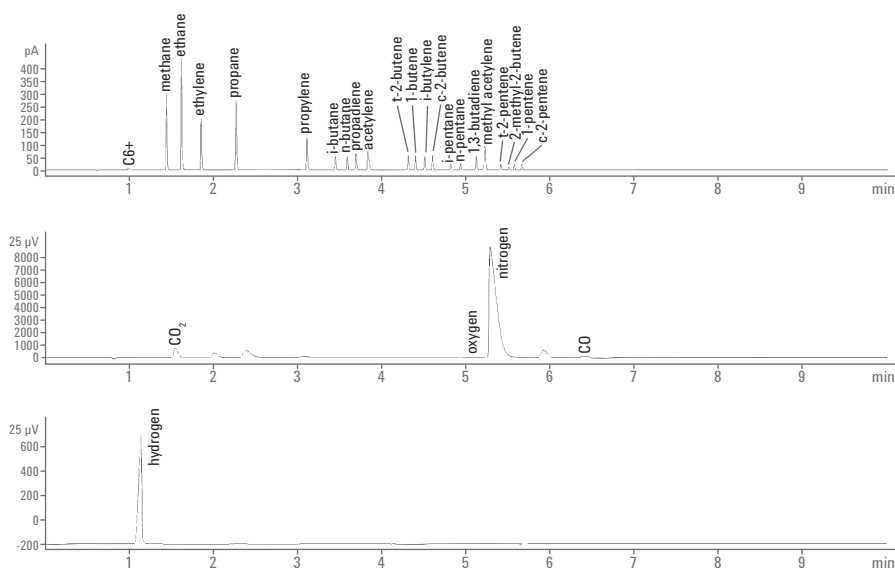 pA
400
350
300
250
200
150
100
50
0
C6+
methane
ethane
ethylene
propane
propylene
i-butane
n-butane
propadiene
acetylene
t-2-butene
1-butene
i-butylene
c-2-butene
i-pentane
n-pentane
1,3-butadiene
methyl acetylene
t-2-pentene
2-methyl-2-butene
1-pentene
c-2-pentene
1 2 3 4 5 6 7 8 9 min
25 µV
8000
7000
6000
5000
4000
3000
2000
1000
0
CO2
oxygen
nitrogen
CO
1 2 3 4 5 6 7 8 9 min
25 µV
600
400
200
0
-200
hydrogen
1 2 3 4 5 6 7 8 9 min